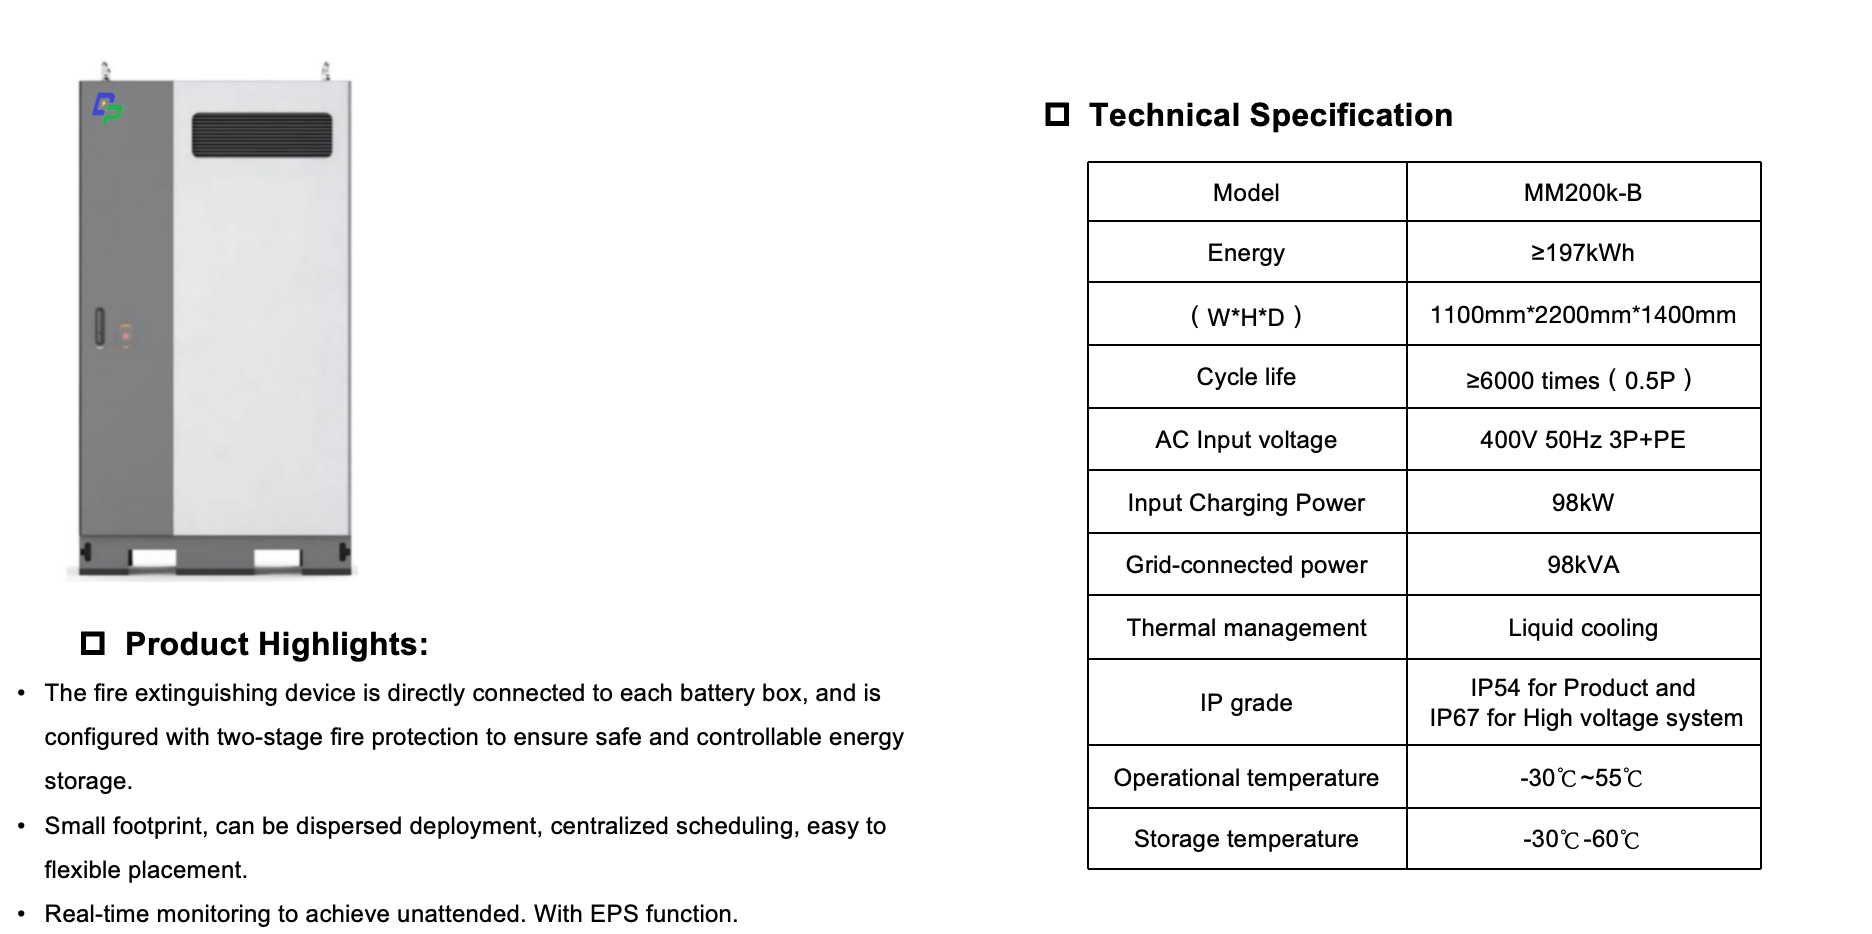 DP
Product Highlights:
• The fire extinguishing device is directly connected to each battery box, and is
configured with two-stage fire protection to ensure safe and controllable energy
storage.
• Small footprint, can be dispersed deployment, centralized scheduling, easy to
flexible placement.
• Real-time monitoring to achieve unattended. With EPS function.
Technical Specification
Model MM200k-B
Energy ≥197kWh
( W*H*D ) 1100mm*2200mm*1400mm
Cycle life ≥6000 times ( 0.5P )
AC Input voltage 400V 50Hz 3P+PE
Input Charging Power 98kW
Grid-connected power 98kVA
Thermal management Liquid cooling
IP grade IP54 for Product and
IP67 for High voltage system
Operational temperature -30℃~55℃
Storage temperature -30℃-60℃